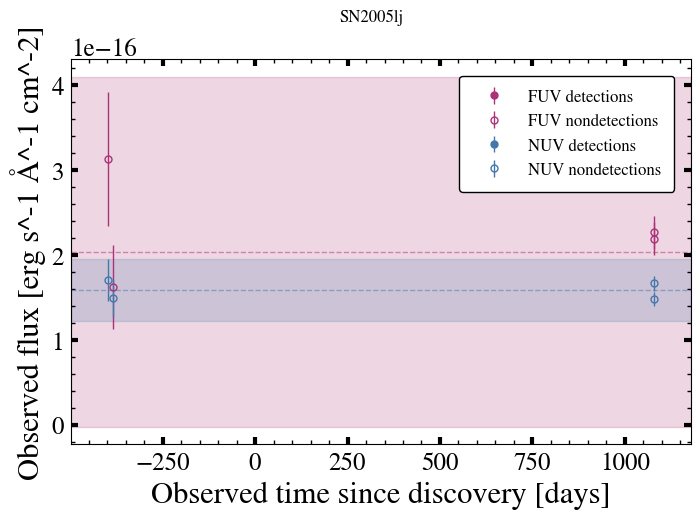 SN2005lj
1e−16
Observed flux [erg s^-1 Å^-1 cm^-2]
4
3
2
1
0
FUV detections
FUV nondetections
NUV detections
NUV nondetections
−250
0
250
500
750
1000
Observed time since discovery [days]